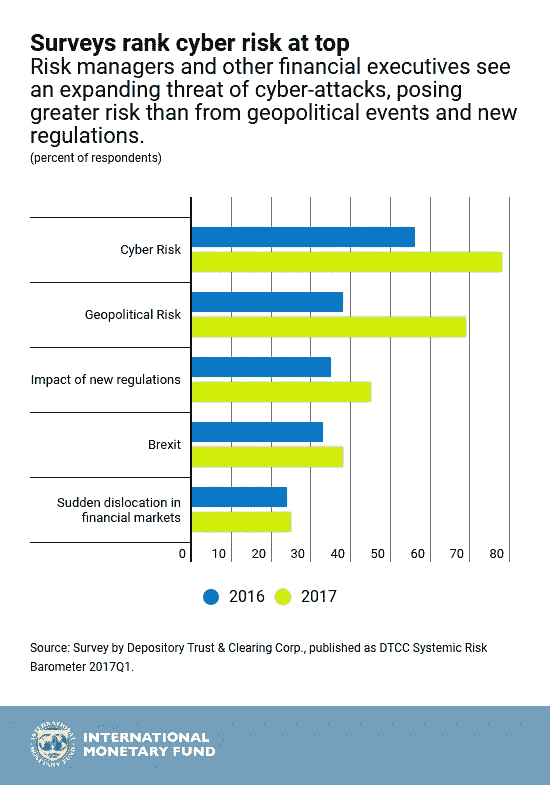 Surveys rank cyber risk at top
Risk managers and other financial executives see
an expanding threat of cyber-attacks, posing
greater risk than from geopolitical events and new
regulations.
(percent of respondents)
Cyber Risk
Geopolitical Risk
Impact of new regulations
Brexit
Sudden dislocation in
financial markets
0 10 20 30 40 50 60 70 80
2016 2017
Source: Survey by Depository Trust & Clearing Corp., published as DTCC Systemic Risk
Barometer 2017Q1.
INTERNATIONAL
MONETARY FUND
INTERNATIONAL MONETARY FUND